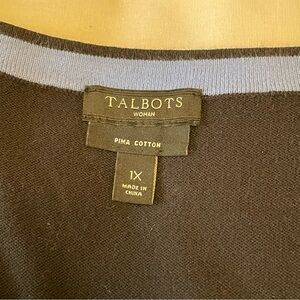 TALBOTS
WOMAN
PIMA COTTON
1X
MADE IN
CHINA